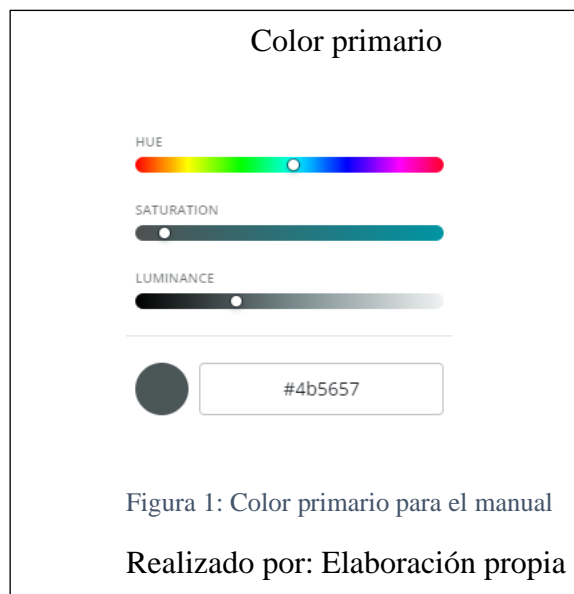 Color primario
HUE
SATURATION
LUMINANCE
#4b5657
Figura 1: Color primario para el manual
Realizado por: Elaboración propia